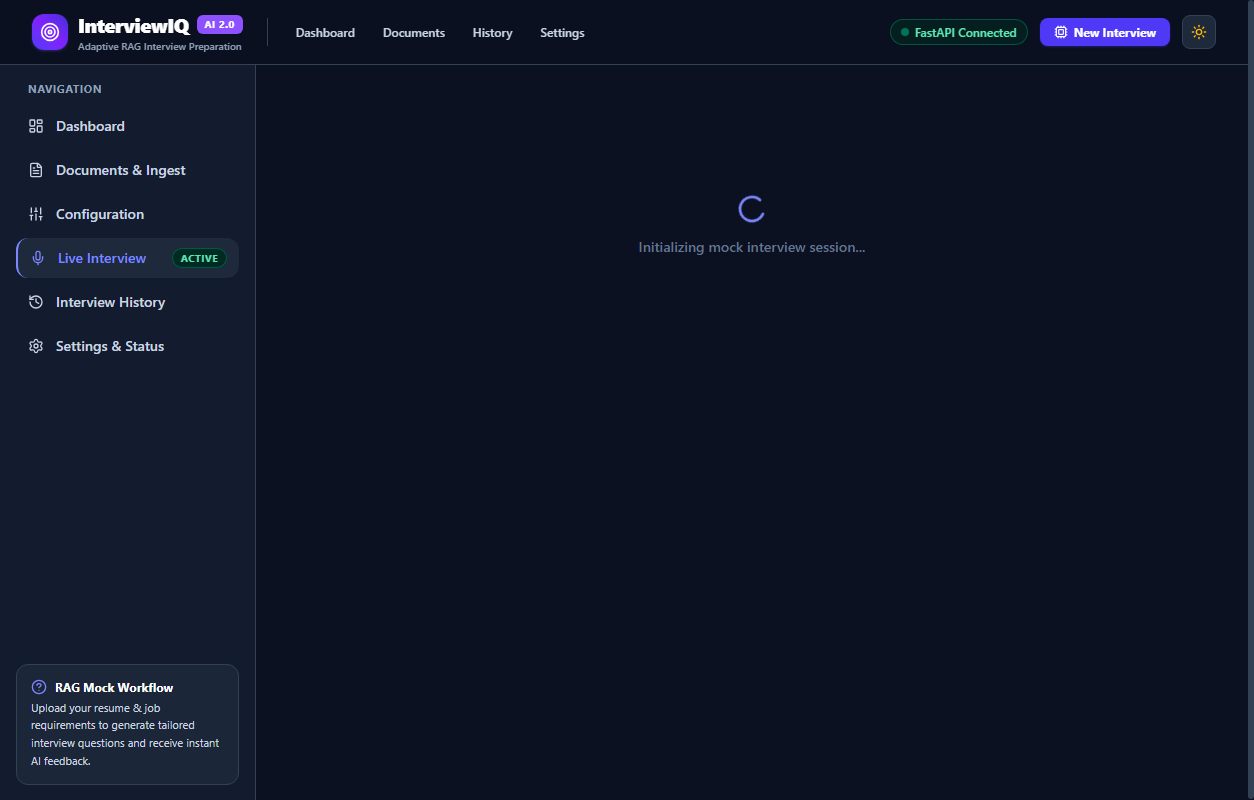 InterviewIQ AI 2.0
Adaptive RAG Interview Preparation
Dashboard Documents History Settings
FastAPI Connected
New Interview
NAVIGATION
Dashboard
Documents & Ingest
Configuration
Live Interview ACTIVE
Interview History
Settings & Status
Initializing mock interview session...
RAG Mock Workflow
Upload your resume & job
requirements to generate tailored
interview questions and receive instant
AI feedback.